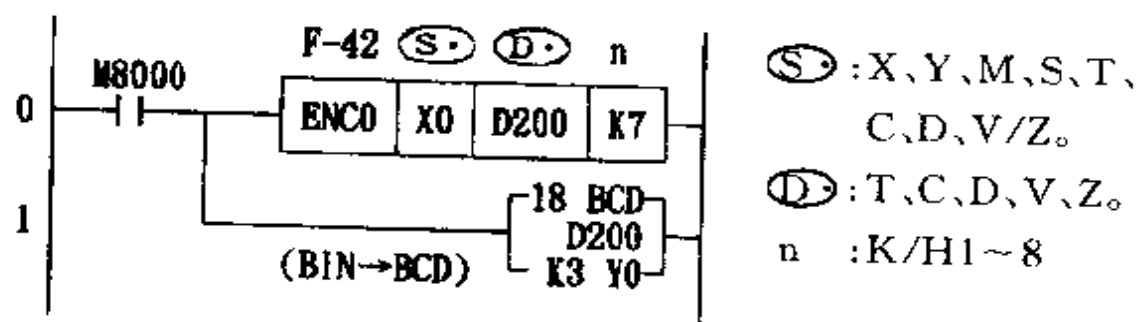 F-42 S· D· n
M8000
0 ENCO X0 D200 K7
1 18 BCD
D200
(BIN→BCD) K3 Y0
S· :X、Y、M、S、T、
C、D、V/Z。
D· :T、C、D、V、Z。
n :K/H1~8